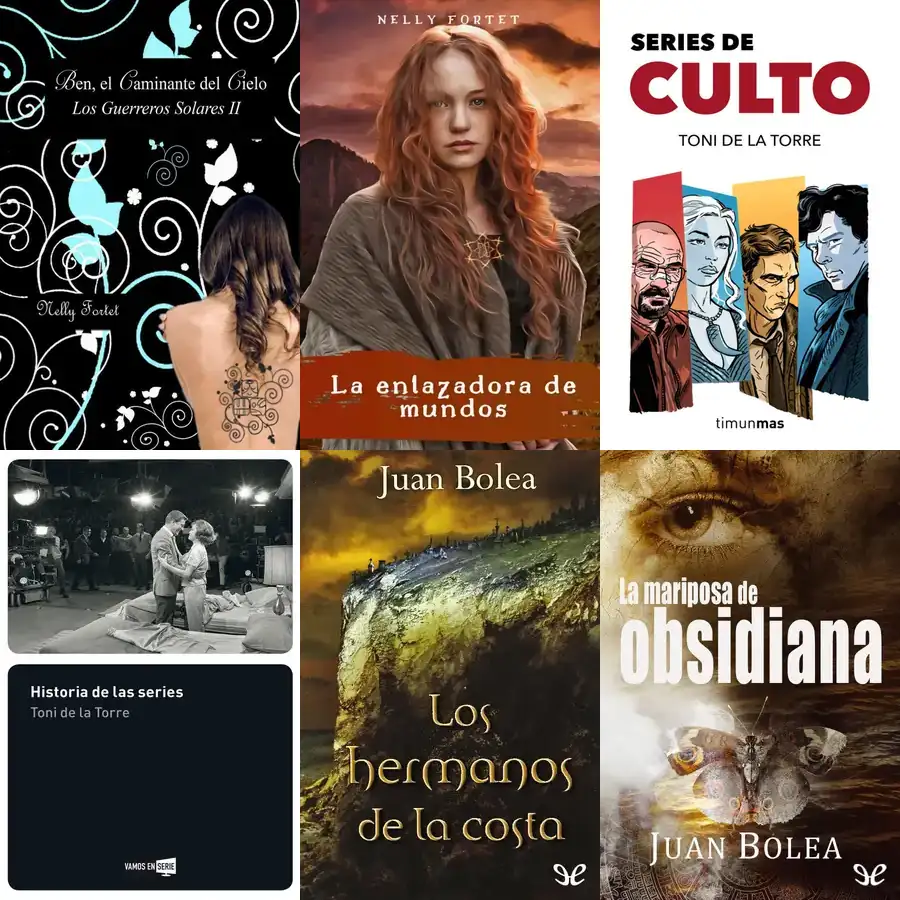 Ben, el Caminante del Cielo
Los Guerreros Solares II
Nelly Fortet
NELLY FORTET
La enlazadora de
mundos
SERIES DE
CULTO
TONI DE LA TORRE
timunmas
Historia de las series
Toni de la Torre
VAMOS EN SERIE
Juan Bolea
Los
hermanos
de la costa
La mariposa de
obsidiana
JUAN BOLEA